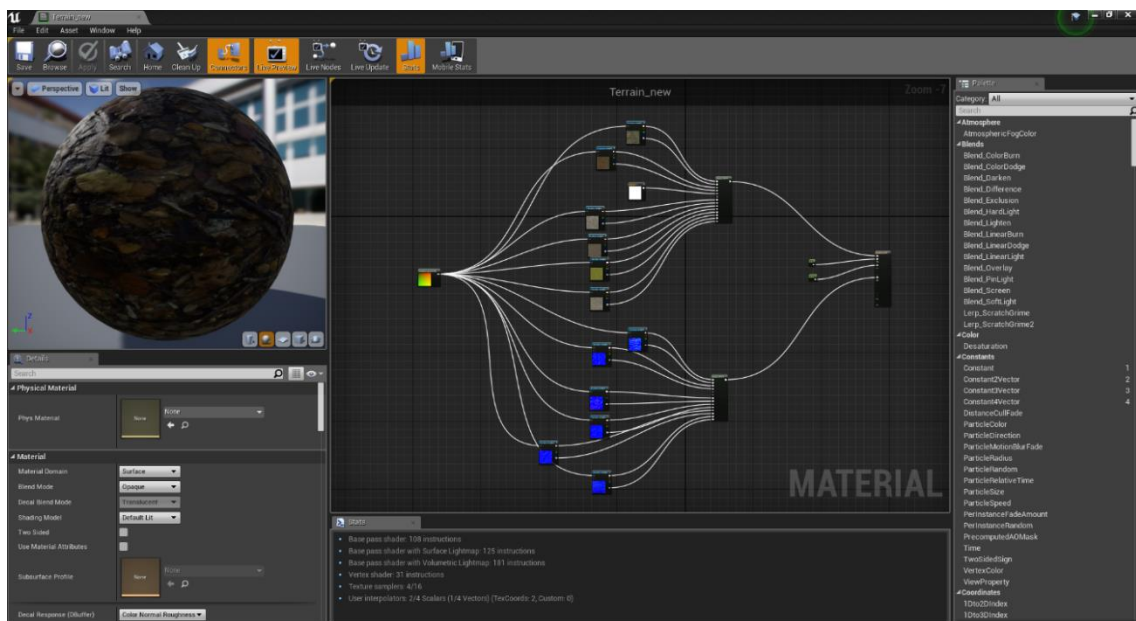 Terrain_new
File Edit Asset Window Help
Save Browse Apply Search Home Clean Up Connectors Live Preview Live Nodes Live Update Stats Mobile Stats
Perspective Lit Show
Terrain_new
Zoom -7
MATERIAL
Details
Search
Physical Material
Phys Material
None
None
Material
Material Domain Surface
Blend Mode Opaque
Decal Blend Mode Translucent
Shading Model Default Lit
Two Sided
Use Material Attributes
Subsurface Profile
None
None
Decal Response (DBuffer) Color Normal Roughness
Stats
Base pass shader: 108 instructions
Base pass shader with Surface Lightmap: 125 instructions
Base pass shader with Volumetric Lightmap: 181 instructions
Vertex shader: 31 instructions
Texture samplers: 4/16
User interpolators: 2/4 Scalars (1/4 Vectors) (TexCoords: 2, Custom: 0)
Palette
Category: All
Search
Atmosphere
AtmosphericFogColor
Blends
Blend_ColorBurn
Blend_ColorDodge
Blend_Darken
Blend_Difference
Blend_Exclusion
Blend_HardLight
Blend_Lighten
Blend_LinearBurn
Blend_LinearDodge
Blend_LinearLight
Blend_Overlay
Blend_PinLight
Blend_Screen
Blend_SoftLight
Lerp_ScratchGrime
Lerp_ScratchGrime2
Color
Desaturation
Constants
Constant 1
Constant2Vector 2
Constant3Vector 3
Constant4Vector 4
DistanceCullFade
ParticleColor
ParticleDirection
ParticleMotionBlurFade
ParticleRadius
ParticleRandom
ParticleRelativeTime
ParticleSize
ParticleSpeed
PerInstanceFadeAmount
PerInstanceRandom
PrecomputedAOMask
Time
TwoSidedSign
VertexColor
ViewProperty
Coordinates
1Dto2DIndex
1Dto3DIndex